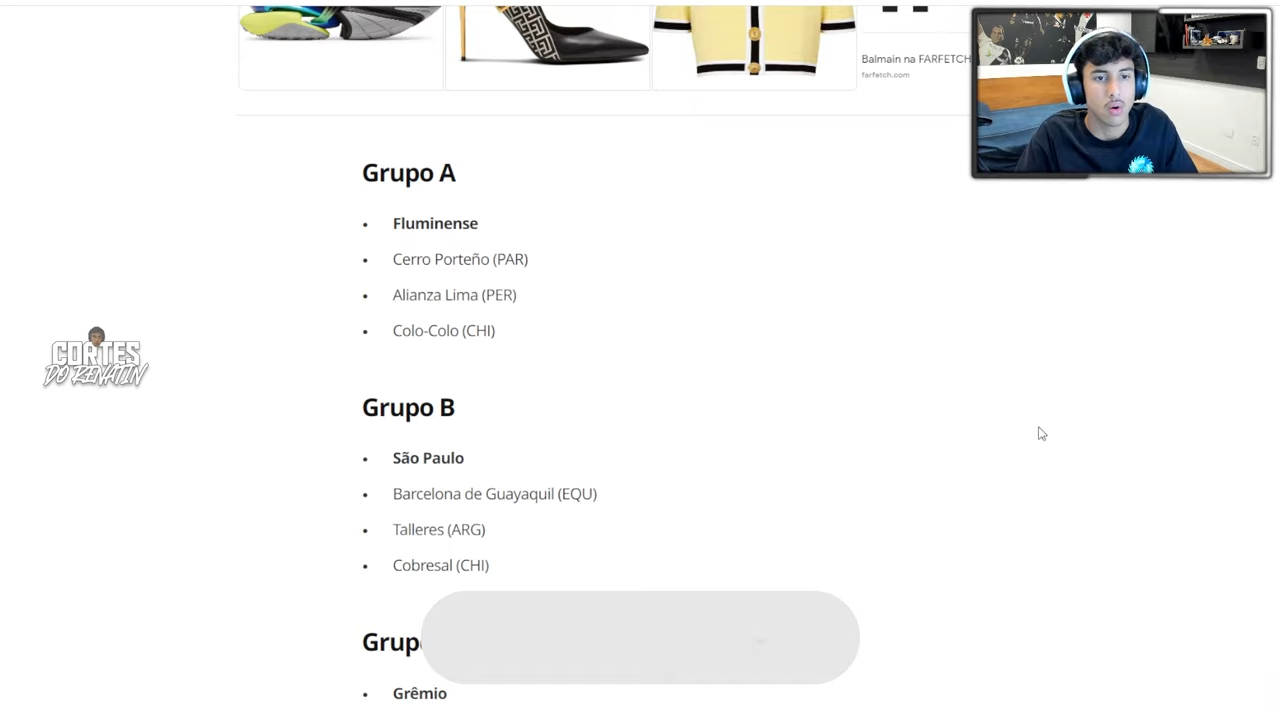 Balmain na FARFETCH
farfetch.com
Grupo A
• Fluminense
• Cerro Porteño (PAR)
• Alianza Lima (PER)
• Colo-Colo (CHI)
CORTES
DO RENATIN
Grupo B
• São Paulo
• Barcelona de Guayaquil (EQU)
• Talleres (ARG)
• Cobresal (CHI)
Grup
• Grêmio